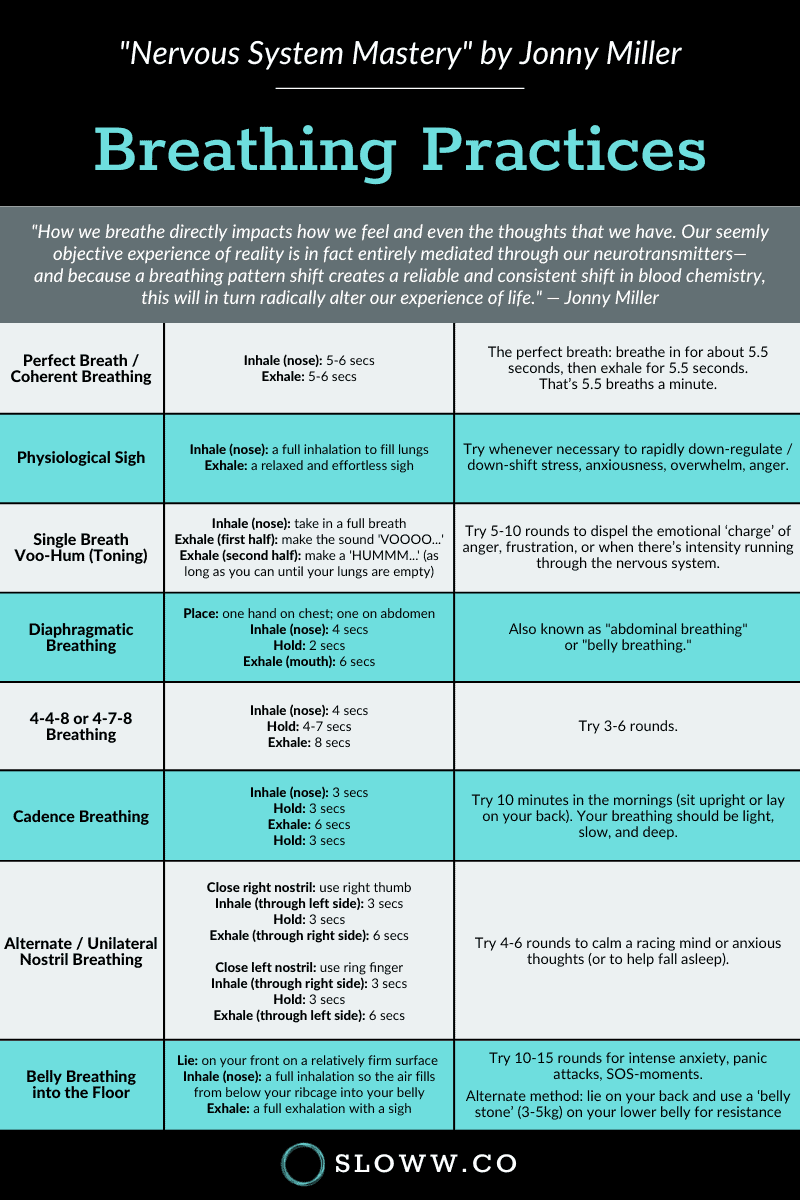 "Nervous System Mastery" by Jonny Miller
Breathing Practices
"How we breathe directly impacts how we feel and even the thoughts that we have. Our seemly
objective experience of reality is in fact entirely mediated through our neurotransmitters—
and because a breathing pattern shift creates a reliable and consistent shift in blood chemistry,
this will in turn radically alter our experience of life." — Jonny Miller
Perfect Breath /
Coherent Breathing
Inhale (nose): 5-6 secs
Exhale: 5-6 secs
The perfect breath: breathe in for about 5.5
seconds, then exhale for 5.5 seconds.
That's 5.5 breaths a minute.
Physiological Sigh
Inhale (nose): a full inhalation to fill lungs
Exhale: a relaxed and effortless sigh
Try whenever necessary to rapidly down-regulate /
down-shift stress, anxiousness, overwhelm, anger.
Single Breath
Voo-Hum (Toning)
Inhale (nose): take in a full breath
Exhale (first half): make the sound 'VOOOO...'
Exhale (second half): make a 'HUMMM...' (as
long as you can until your lungs are empty)
Try 5-10 rounds to dispel the emotional ‘charge’ of
anger, frustration, or when there's intensity running
through the nervous system.
Diaphragmatic
Breathing
Place: one hand on chest; one on abdomen
Inhale (nose): 4 secs
Hold: 2 secs
Exhale (mouth): 6 secs
Also known as "abdominal breathing"
or "belly breathing."
4-4-8 or 4-7-8
Breathing
Inhale (nose): 4 secs
Hold: 4-7 secs
Exhale: 8 secs
Try 3-6 rounds.
Cadence Breathing
Inhale (nose): 3 secs
Hold: 3 secs
Exhale: 6 secs
Hold: 3 secs
Try 10 minutes in the mornings (sit upright or lay
on your back). Your breathing should be light,
slow, and deep.
Alternate / Unilateral
Nostril Breathing
Close right nostril: use right thumb
Inhale (through left side): 3 secs
Hold: 3 secs
Exhale (through right side): 6 secs
Close left nostril: use ring finger
Inhale (through right side): 3 secs
Hold: 3 secs
Exhale (through left side): 6 secs
Try 4-6 rounds to calm a racing mind or anxious
thoughts (or to help fall asleep).
Belly Breathing
into the Floor
Lie: on your front on a relatively firm surface
Inhale (nose): a full inhalation so the air fills
from below your ribcage into your belly
Exhale: a full exhalation with a sigh
Try 10-15 rounds for intense anxiety, panic
attacks, SOS-moments.
Alternate method: lie on your back and use a ‘belly
stone’ (3-5kg) on your lower belly for resistance
SLOWW.CO